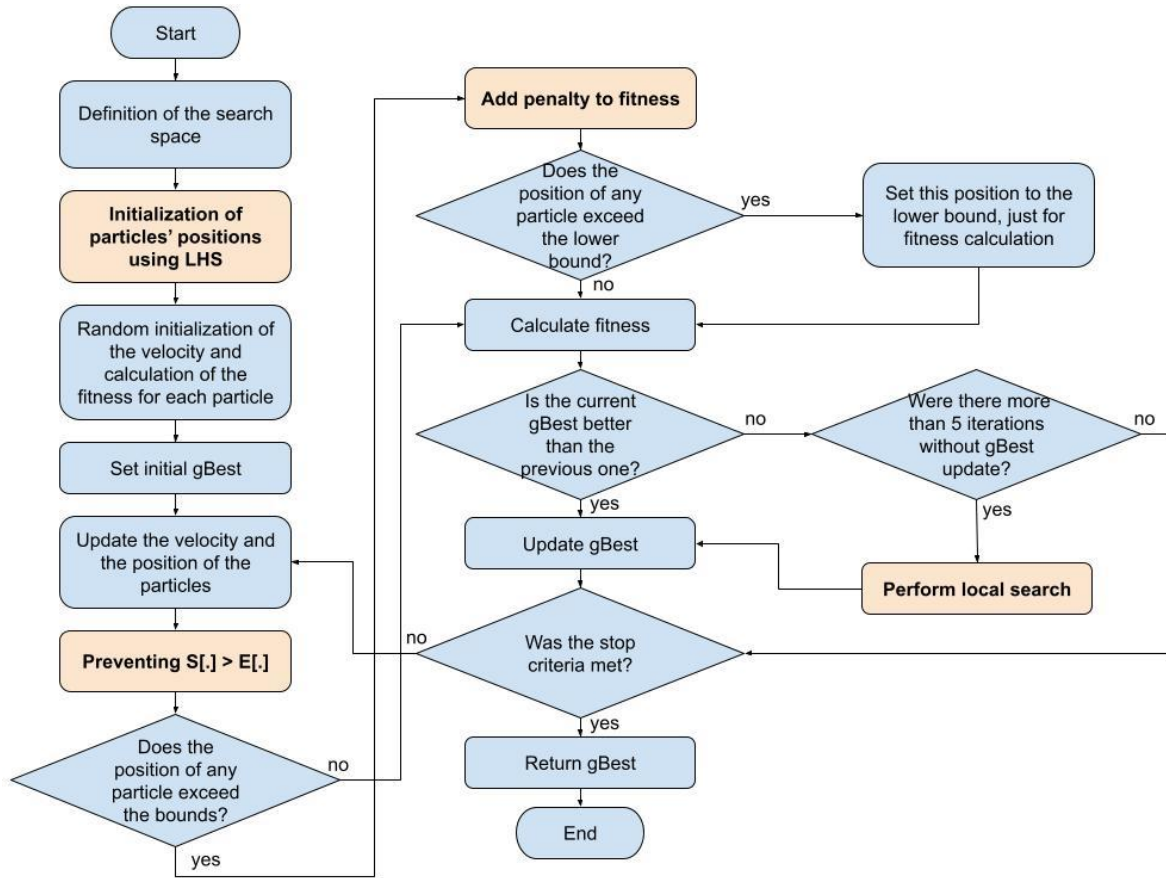 Start
Definition of the search
space
Initialization of
particles' positions
using LHS
Random initialization of
the velocity and
calculation of the
fitness for each particle
Set initial gBest
Update the velocity and
the position of the
particles
Preventing S[.] > E[.]
Does the
position of any
particle exceed
the bounds?
no
yes
Add penalty to fitness
Does the
position of any
particle exceed
the lower
bound?
yes
no
Set this position to the
lower bound, just for
fitness calculation
Calculate fitness
Is the current
gBest better
than the
previous one?
no
yes
Were there more
than 5 iterations
without gBest
update?
no
yes
Perform local search
Update gBest
Was the stop
criteria met?
no
yes
Return gBest
End